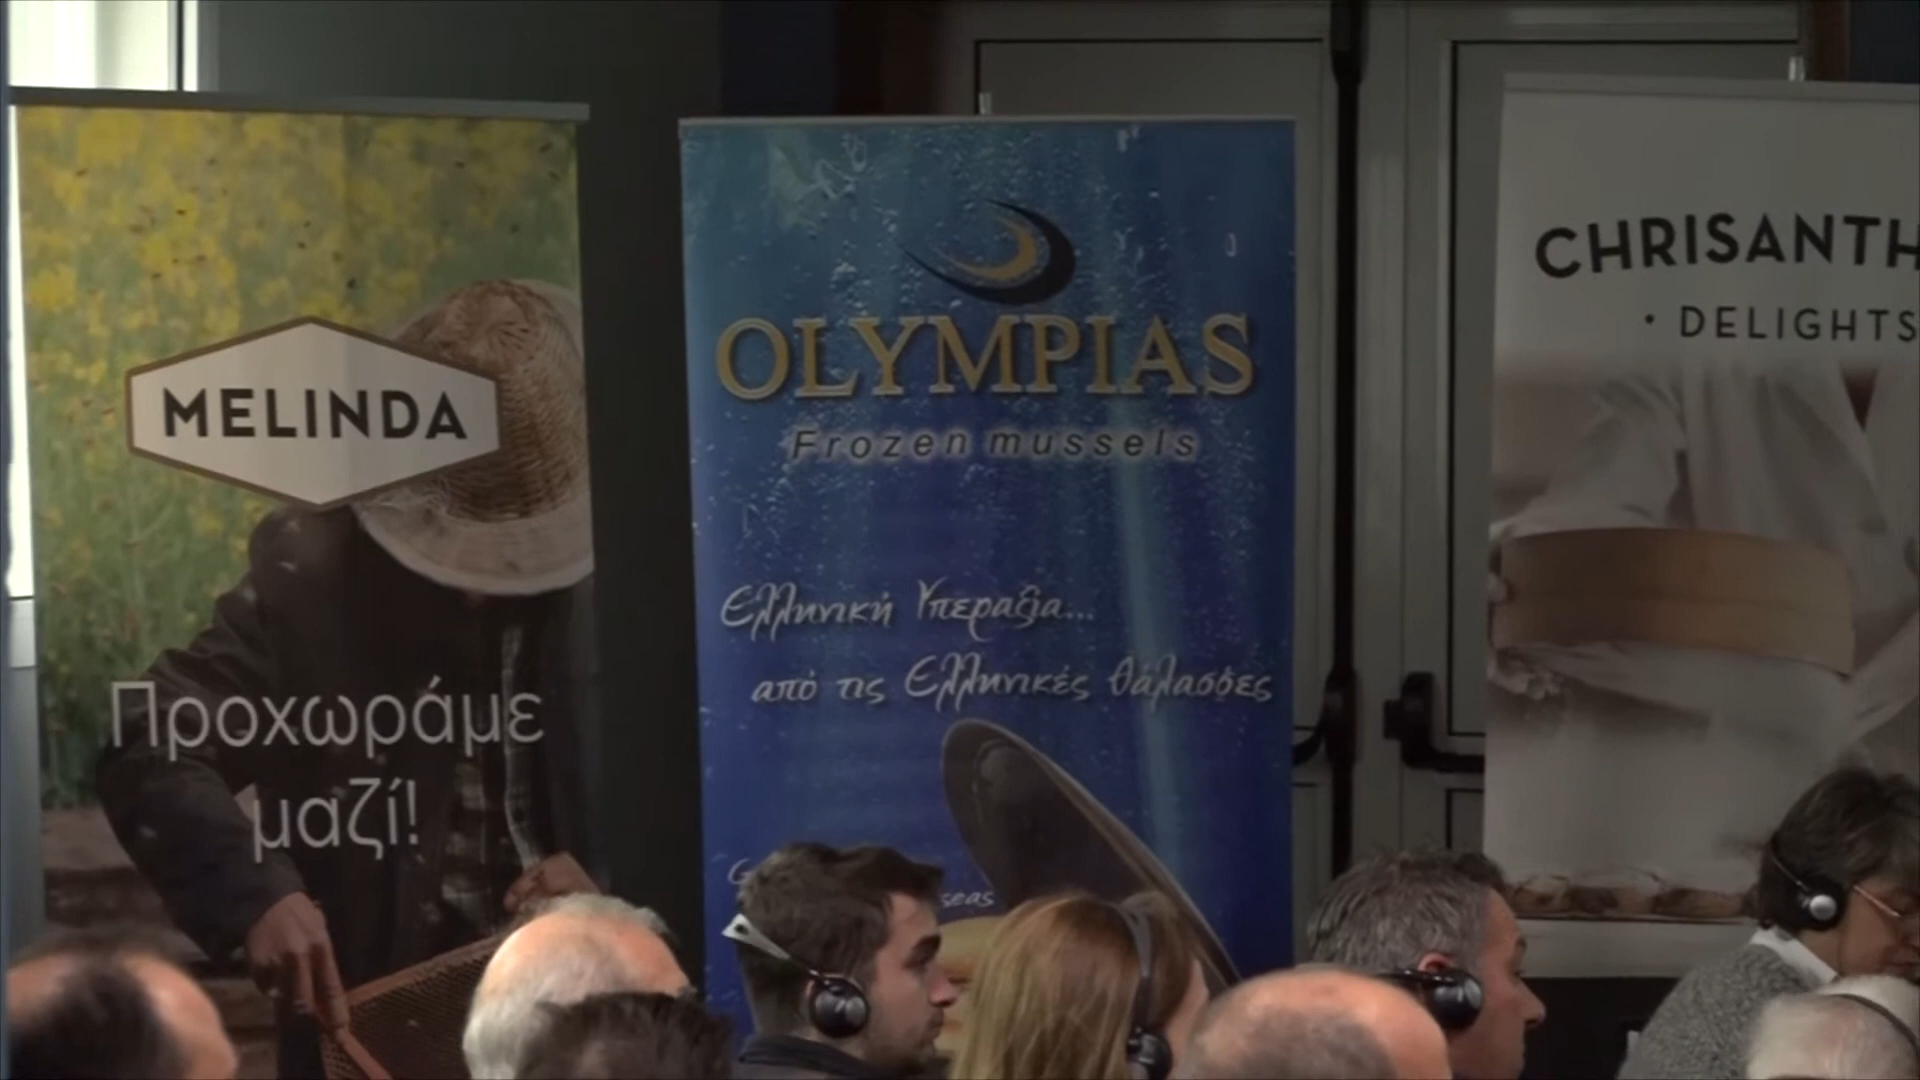 MELINDA
Προχωράμε
μαζί!
OLYMPIAS
Frozen mussels
Ελληνική Υπεραξία...
από τις Ελληνικές θάλασσες
seas
CHRISANTH
• DELIGHTS